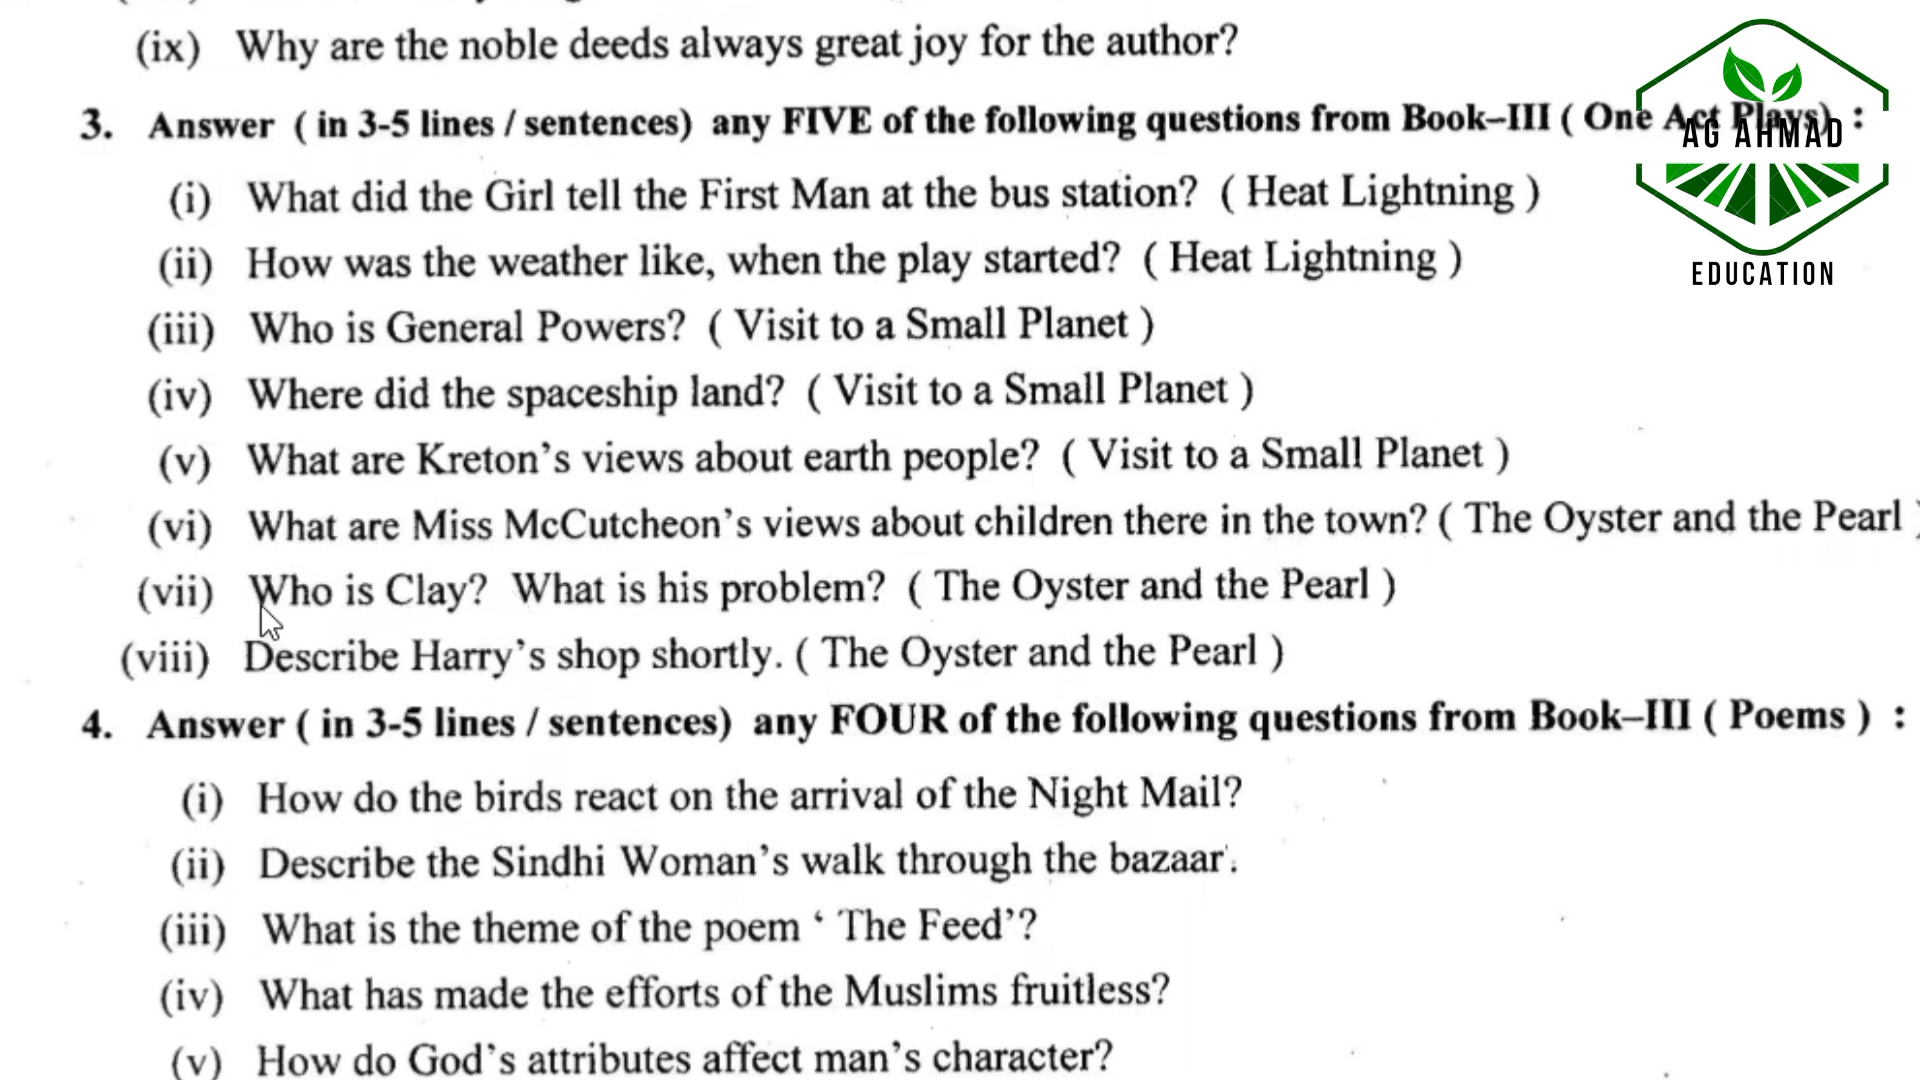 (ix) Why are the noble deeds always great joy for the author?
3. Answer ( in 3-5 lines / sentences) any FIVE of the following questions from Book–III ( One Act Plays) :
AG AHMAD
EDUCATION
(i) What did the Girl tell the First Man at the bus station? ( Heat Lightning )
(ii) How was the weather like, when the play started? ( Heat Lightning )
(iii) Who is General Powers? ( Visit to a Small Planet )
(iv) Where did the spaceship land? ( Visit to a Small Planet )
(v) What are Kreton’s views about earth people? ( Visit to a Small Planet )
(vi) What are Miss McCutcheon’s views about children there in the town? ( The Oyster and the Pearl )
(vii) Who is Clay? What is his problem? ( The Oyster and the Pearl )
(viii) Describe Harry’s shop shortly. ( The Oyster and the Pearl )
4. Answer ( in 3-5 lines / sentences) any FOUR of the following questions from Book–III ( Poems ) :
(i) How do the birds react on the arrival of the Night Mail?
(ii) Describe the Sindhi Woman’s walk through the bazaar.
(iii) What is the theme of the poem ‘ The Feed’?
(iv) What has made the efforts of the Muslims fruitless?
(v) How do God’s attributes affect man’s character?